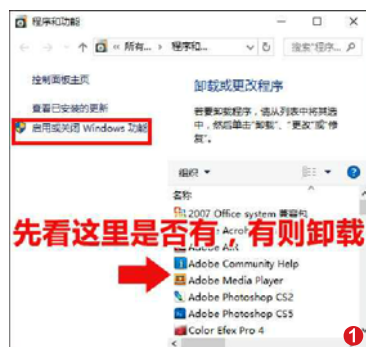 程序和功能
« 所有... › 程序和...
搜索"程序...
控制面板主页
查看已安装的更新
启用或关闭 Windows 功能
卸载或更改程序
若要卸载程序，请从列表中将其选
中，然后单击"卸载"、"更改"或"修
复"。
组织
名称
2007 Office system 兼容包
先看这里是否有，有则卸载
Adobe Community Help
Adobe Media Player
Adobe Photoshop CS2
Adobe Photoshop CS5
Color Efex Pro 4
1